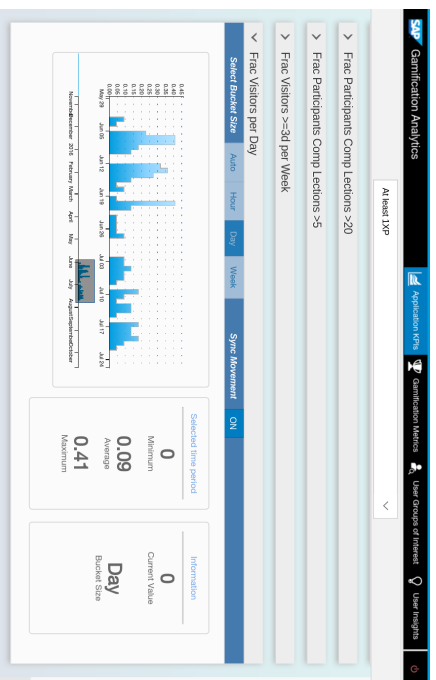 SAP Gamification Analytics
Application KPIs
Gamification Metrics
User Groups of Interest
User Insights
At least 1XP
Frac Participants Comp Lections >20
Frac Participants Comp Lections >5
Frac Visitors >=3d per Week
Frac Visitors per Day
Select Bucket Size Auto Hour Day Week Sync Movement ON
0.45
0.40
0.35
0.30
0.25
0.20
0.15
0.10
0.05
0.00
May 29 Jun 05 Jun 12 Jun 19 Jun 26 Jul 03 Jul 10 Jul 17 Jul 24
November December 2016 February March April May June July August September October
Selected time period
0
Minimum
0.09
Average
0.41
Maximum
Information
0
Current Value
Day
Bucket Size